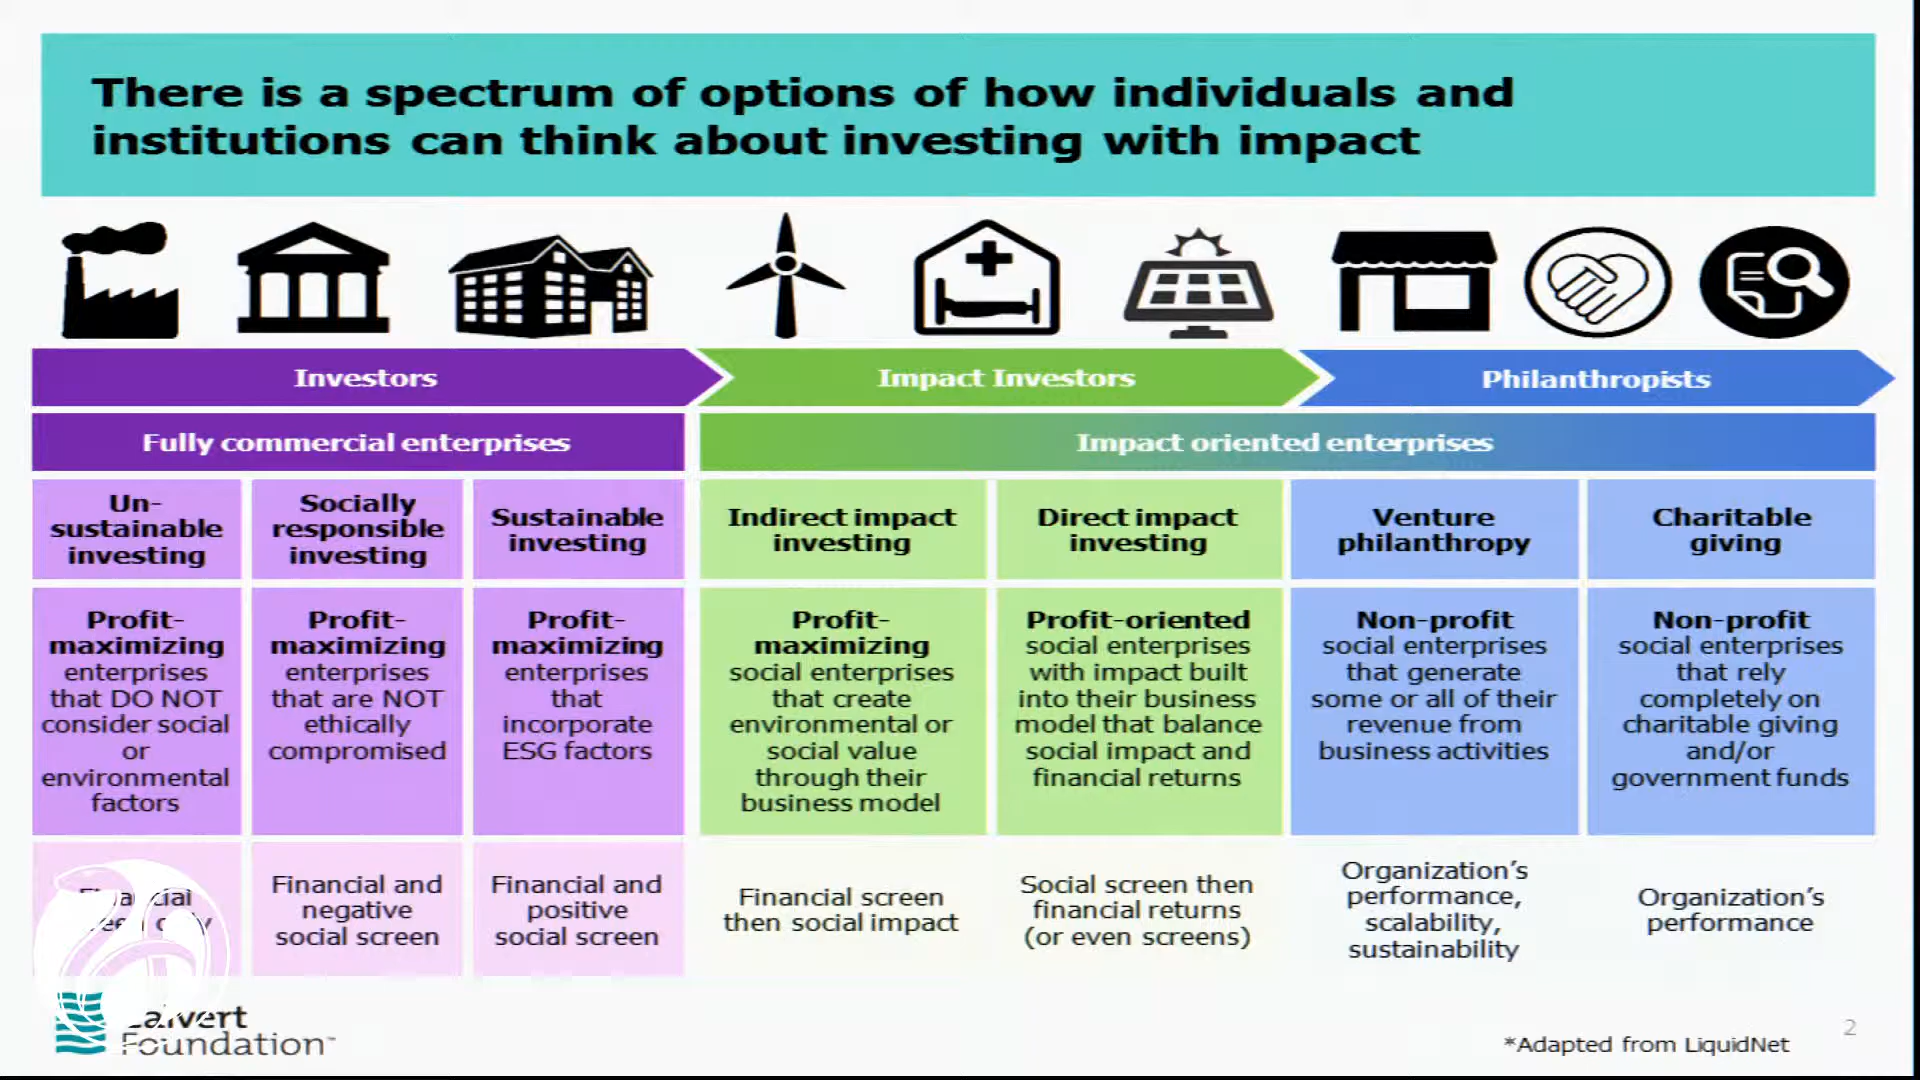 There is a spectrum of options of how individuals and
institutions can think about investing with impact
Investors
Impact Investors
Philanthropists
Fully commercial enterprises
Impact oriented enterprises
Un-
sustainable
investing
Socially
responsible
investing
Sustainable
investing
Indirect impact
investing
Direct impact
investing
Venture
philanthropy
Charitable
giving
Profit-
maximizing
enterprises
that DO NOT
consider social
or
environmental
factors
Profit-
maximizing
enterprises
that are NOT
ethically
compromised
Profit-
maximizing
enterprises
that
incorporate
ESG factors
Profit-
maximizing
social enterprises
that create
environmental or
social value
through their
business model
Profit-oriented
social enterprises
with impact built
into their business
model that balance
social impact and
financial returns
Non-profit
social enterprises
that generate
some or all of their
revenue from
business activities
Non-profit
social enterprises
that rely
completely on
charitable giving
and/or
government funds
Financial and
negative
social screen
Financial and
positive
social screen
Financial screen
then social impact
Social screen then
financial returns
(or even screens)
Organization's
performance,
scalability,
sustainability
Organization's
performance
Calvert
Foundation™
*Adapted from LiquidNet
2